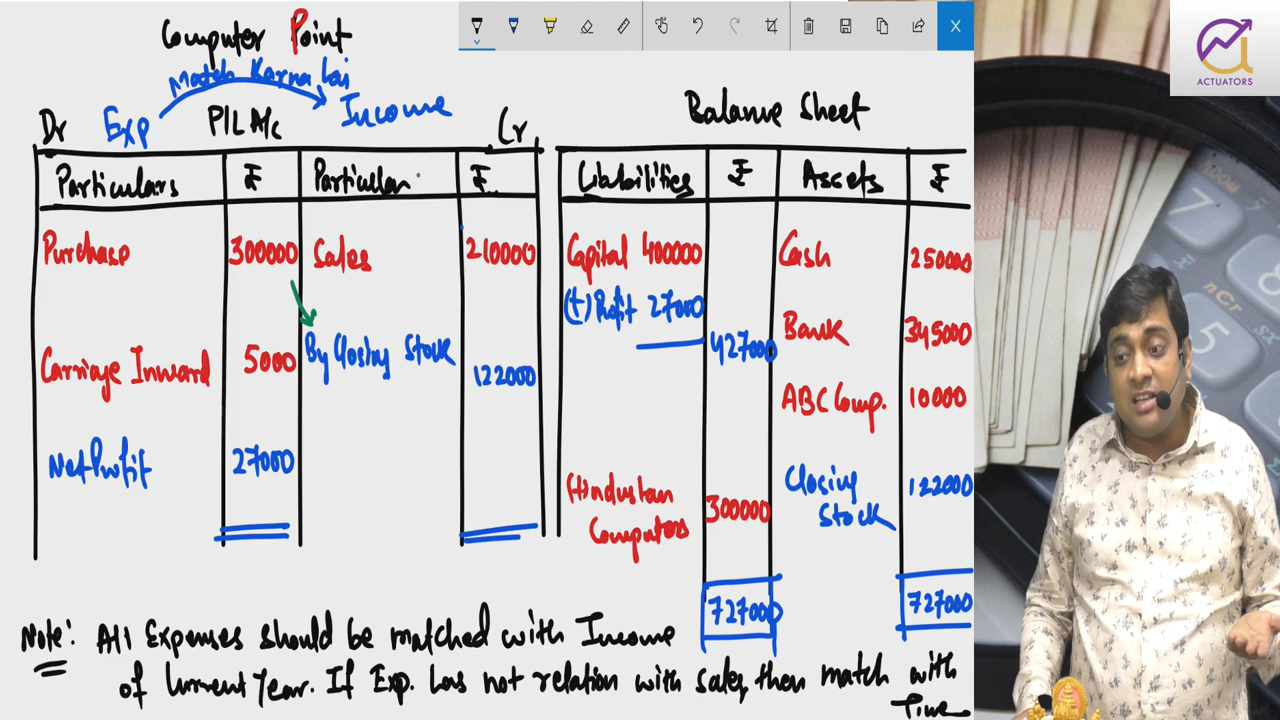 Computer Point
Match Karna hai
Dr Exp P/L A/c Income Cr
Particulars ₹ Particular ₹
Purchase 300000 Sales 210000
Carriage Inward 5000 By Closing Stock 122000
Net Profit 27000
Balance Sheet
Liabilities ₹ Assets ₹
Capital 400000 Cash 250000
(+) Profit 27000 427000 Bank 345000
ABC Comp. 10000
Hindustan Computors 300000 Closing Stock 122000
727000 727000
Note: All Expenses should be matched with Income
of Current Year. If Exp. has not relation with sales, then match with
Time
ACTUATORS